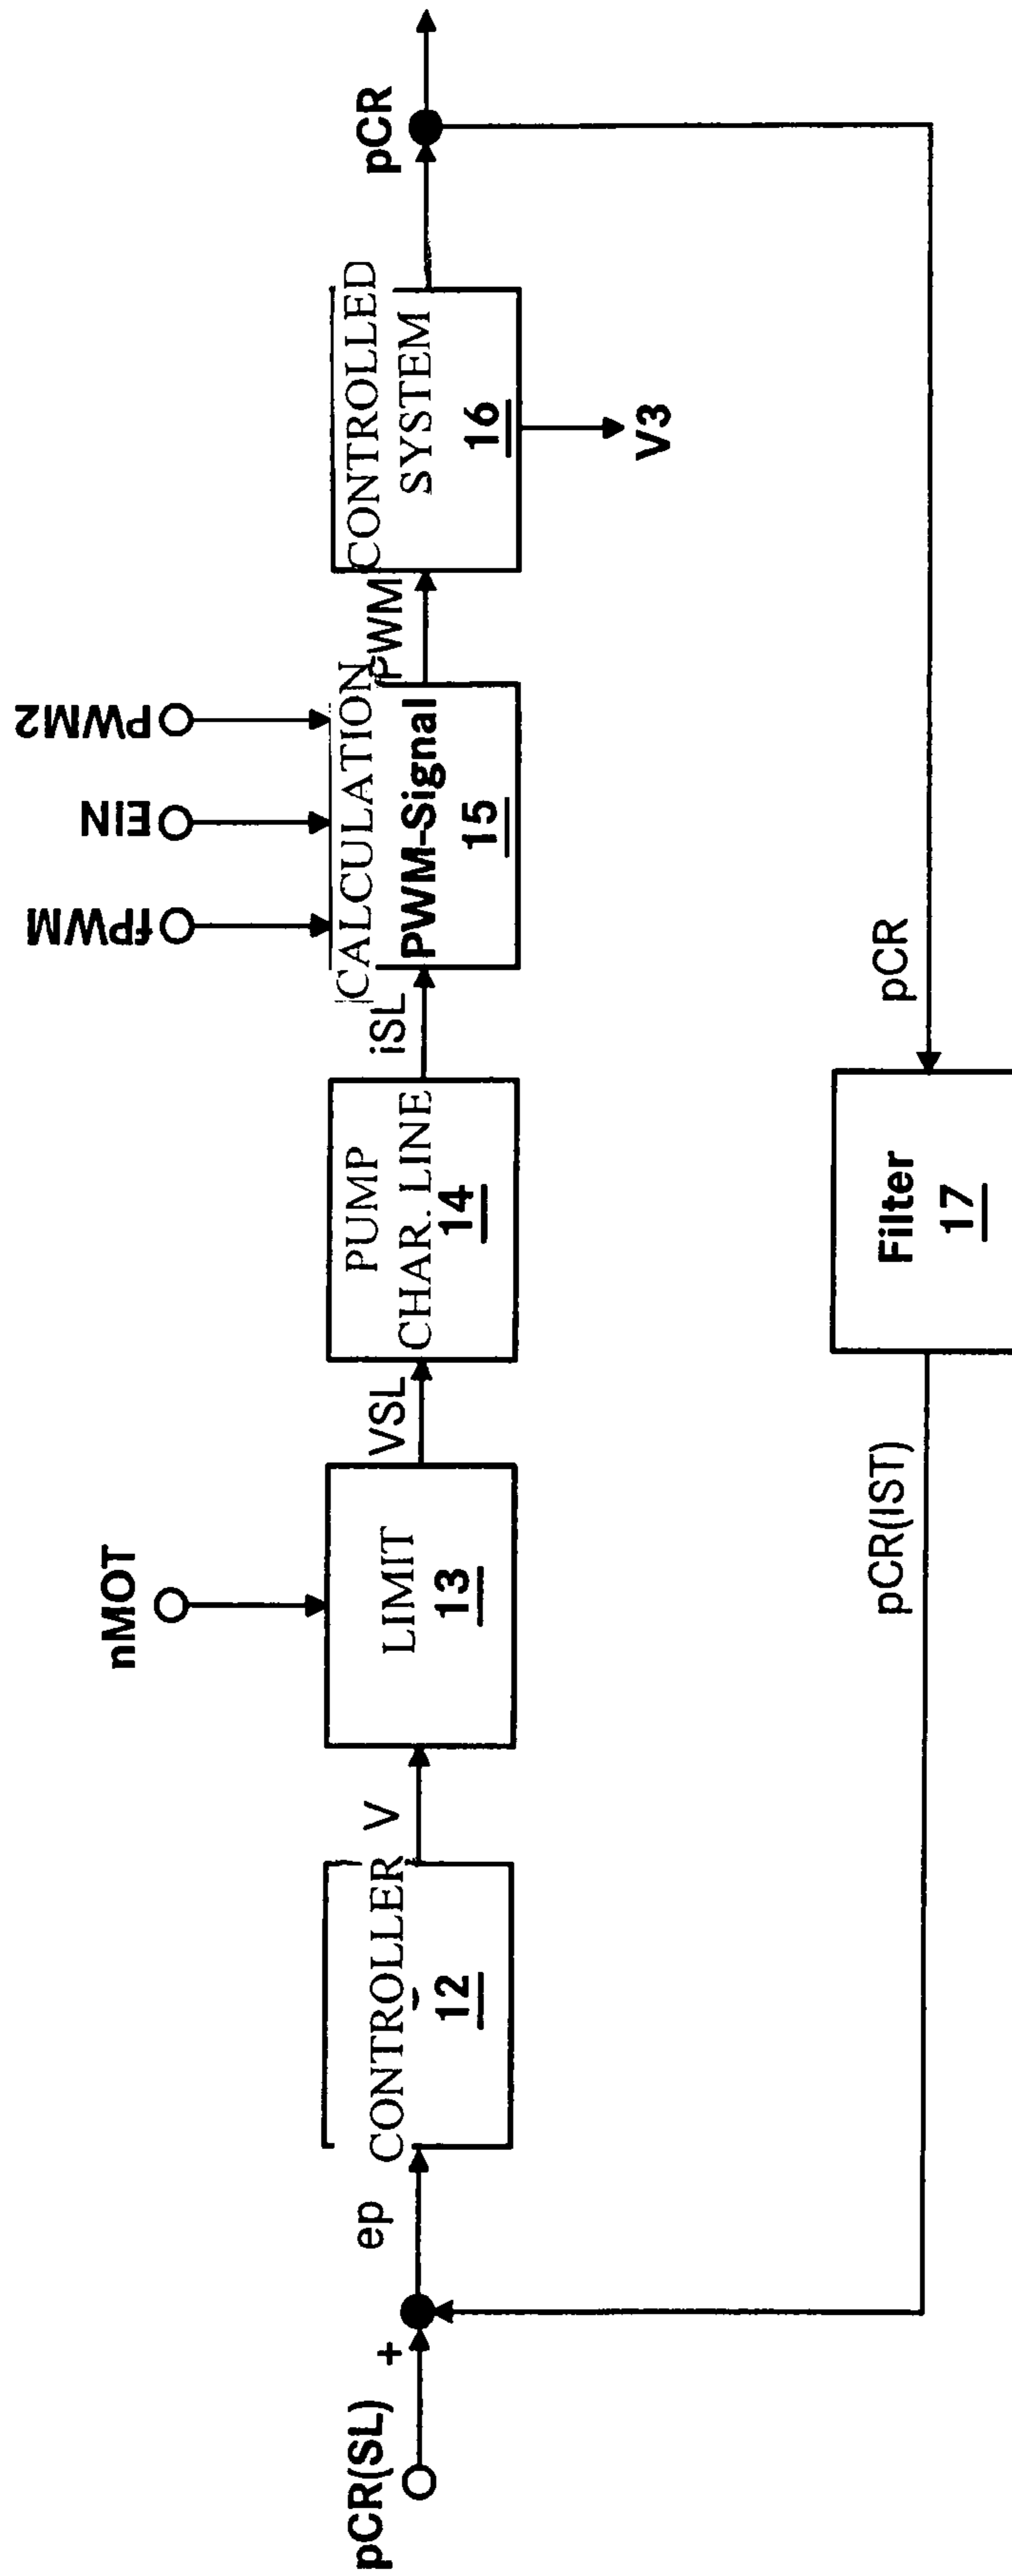 pCR(SL)
+
ep
CONTROLLER
12
V
nMOT
LIMIT
13
VSL
PUMP
CHAR. LINE
14
iSL
fPWM
EIN
PWM2
CALCULATION
PWM-Signal
15
PWM
CONTROLLED
SYSTEM
16
V3
pCR
pCR
Filter
17
pCR(IST)